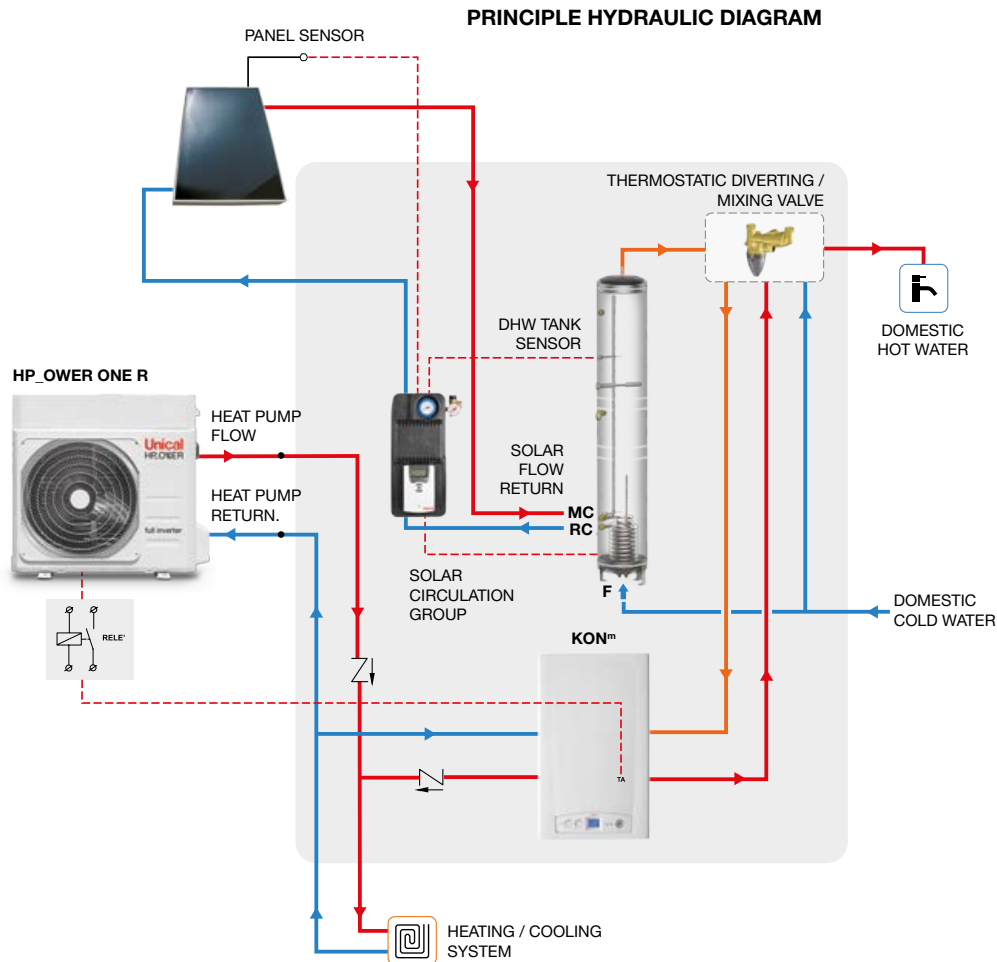 PRINCIPLE HYDRAULIC DIAGRAM
PANEL SENSOR
THERMOSTATIC DIVERTING /
MIXING VALVE
DHW TANK
SENSOR
DOMESTIC
HOT WATER
HP_OWER ONE R
HEAT PUMP
FLOW
Unical
HP_OWER
SOLAR
FLOW
RETURN
HEAT PUMP
RETURN.
MC
RC
full inverter
SOLAR
CIRCULATION
GROUP
F
DOMESTIC
COLD WATER
RELE'
KONᵐ
TA
HEATING / COOLING
SYSTEM